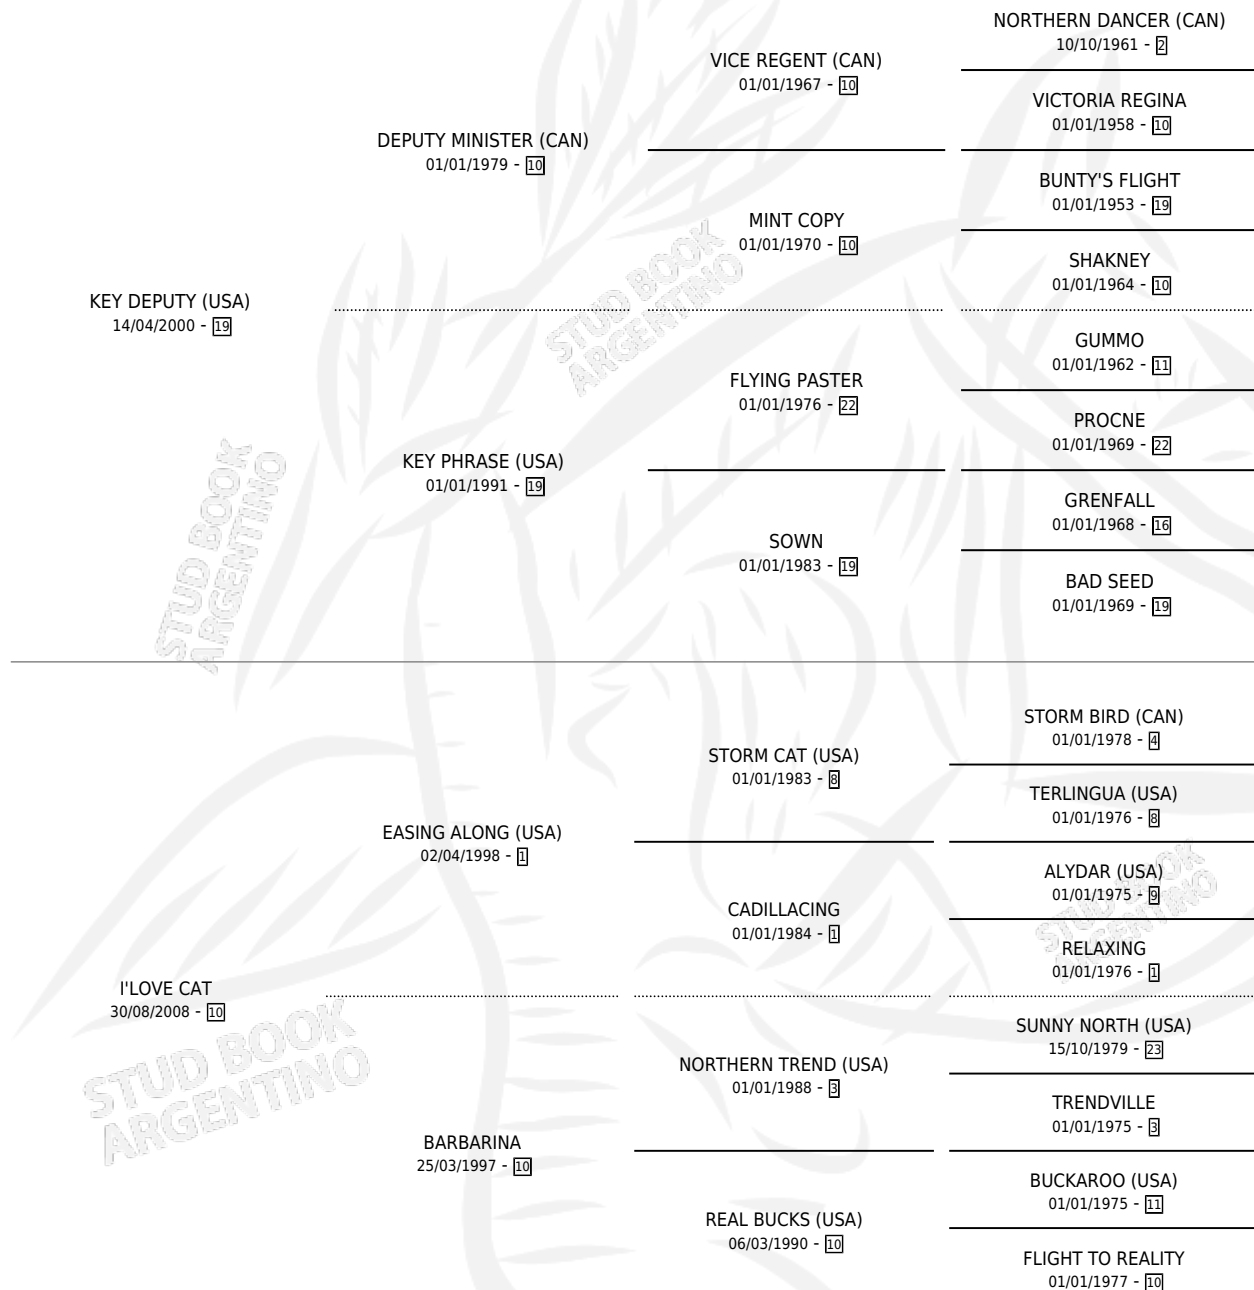 NORTHERN DANCER (CAN)
10/10/1961 - 2
VICE REGENT (CAN)
01/01/1967 - 10
VICTORIA REGINA
01/01/1958 - 10
DEPUTY MINISTER (CAN)
01/01/1979 - 10
BUNTY'S FLIGHT
01/01/1953 - 19
MINT COPY
01/01/1970 - 10
SHAKNEY
01/01/1964 - 10
KEY DEPUTY (USA)
14/04/2000 - 19
STUD BOOK
ARGENTINO
GUMMO
01/01/1962 - 11
FLYING PASTER
01/01/1976 - 22
PROCNE
01/01/1969 - 22
KEY PHRASE (USA)
01/01/1991 - 19
GRENFALL
01/01/1968 - 16
SOWN
01/01/1983 - 19
BAD SEED
01/01/1969 - 19
STUD BOOK
ARGENTINO
STORM BIRD (CAN)
01/01/1978 - 4
STORM CAT (USA)
01/01/1983 - 8
TERLINGUA (USA)
01/01/1976 - 8
EASING ALONG (USA)
02/04/1998 - 1
ALYDAR (USA)
01/01/1975 - 9
CADILLACING
01/01/1984 - 1
RELAXING
01/01/1976 - 1
STUD BOOK
ARGENTINO
I'LOVE CAT
30/08/2008 - 10
SUNNY NORTH (USA)
15/10/1979 - 23
NORTHERN TREND (USA)
01/01/1988 - 3
TRENDVILLE
01/01/1975 - 3
STUD BOOK
ARGENTINO
BARBARINA
25/03/1997 - 10
BUCKAROO (USA)
01/01/1975 - 11
REAL BUCKS (USA)
06/03/1990 - 10
FLIGHT TO REALITY
01/01/1977 - 10